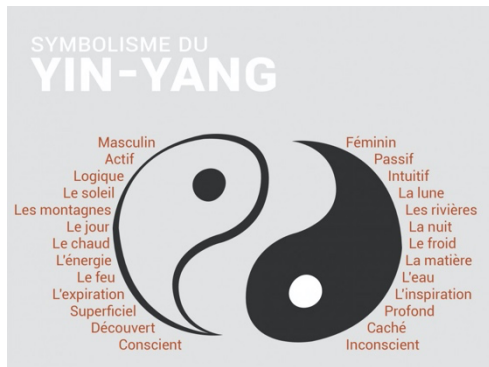 SYMBOLISME DU
YIN-YANG
Masculin
Actif
Logique
Le soleil
Les montagnes
Le jour
Le chaud
L'énergie
Le feu
L'expiration
Superficiel
Découvert
Conscient
Féminin
Passif
Intuitif
La lune
Les rivières
La nuit
Le froid
La matière
L'eau
L'inspiration
Profond
Caché
Inconscient